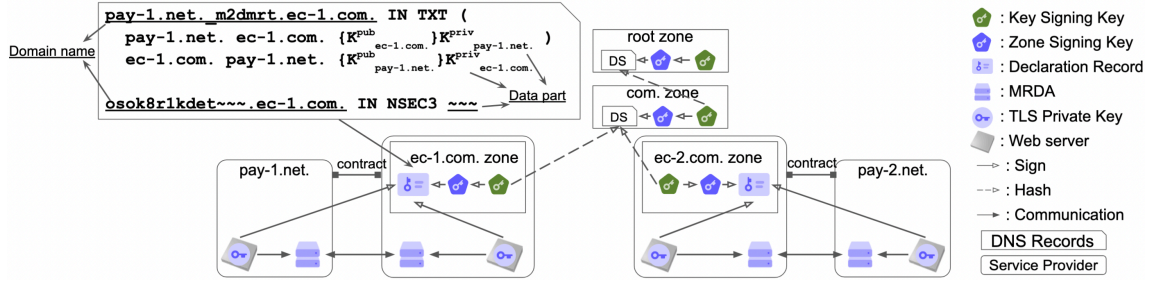 pay-1.net._m2dmrt.ec-1.com. IN TXT (
pay-1.net. ec-1.com. {K^pub_ec-1.com.}K^priv_pay-1.net. )
ec-1.com. pay-1.net. {K^pub_pay-1.net.}K^priv_ec-1.com.
Domain name
Data part
osok8r1kdet~~~.ec-1.com. IN NSEC3 ~~~
root zone
DS
com. zone
DS
pay-1.net.
contract
ec-1.com. zone
ec-2.com. zone
contract
pay-2.net.
: Key Signing Key
: Zone Signing Key
: Declaration Record
: MRDA
: TLS Private Key
: Web server
: Sign
: Hash
: Communication
DNS Records
Service Provider